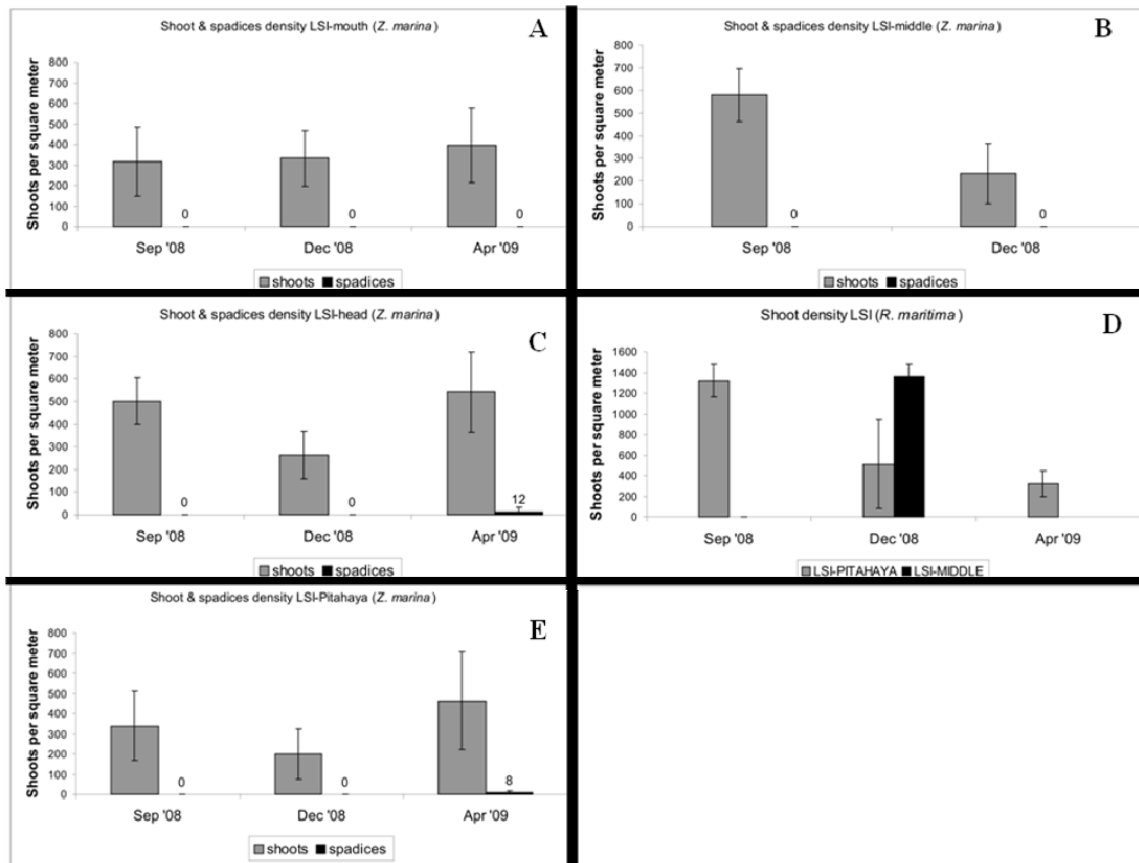 Shoot & spadices density LSI-mouth (Z. marina)
A
Shoots per square meter
800
700
600
500
400
300
200
100
0
0
0
0
Sep '08 Dec '08 Apr '09
shoots spadices
Shoot & spadices density LSI-middle (Z. marina)
B
Shoots per square meter
800
700
600
500
400
300
200
100
0
0
0
Sep '08 Dec '08
shoots spadices
Shoot & spadices density LSI-head (Z. marina)
C
Shoots per square meter
800
700
600
500
400
300
200
100
0
0
0
12
Sep '08 Dec '08 Apr '09
shoots spadices
Shoot density LSI (R. maritima)
D
Shoots per square meter
1600
1400
1200
1000
800
600
400
200
0
Sep '08 Dec '08 Apr '09
LSI-PITAHAYA LSI-MIDDLE
Shoot & spadices density LSI-Pitahaya (Z. marina)
E
Shoots per square meter
800
700
600
500
400
300
200
100
0
0
0
8
Sep '08 Dec '08 Apr '09
shoots spadices